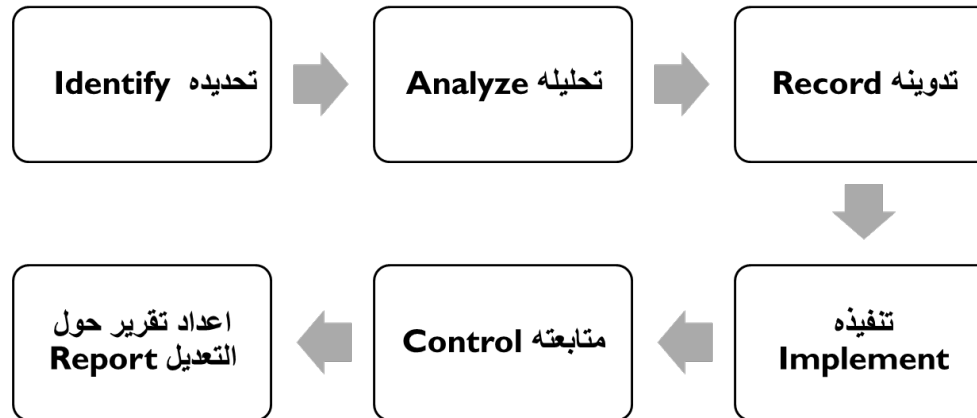 تحديده Identify
تحليله Analyze
تدوينه Record
تنفيذه
Implement
متابعته Control
اعداد تقرير حول
التعديل Report